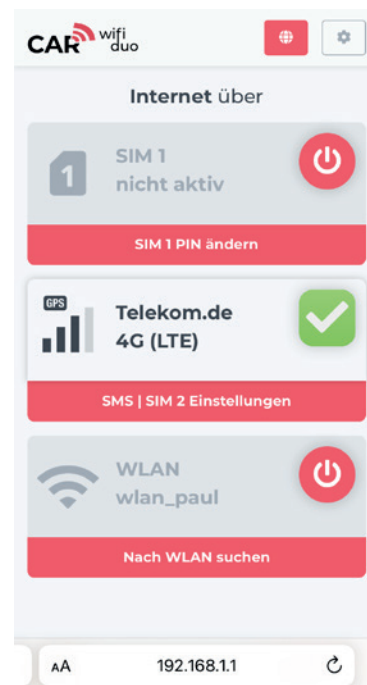 CAR wifi
duo
Internet über
1
SIM 1
nicht aktiv
SIM 1 PIN ändern
GPS
Telekom.de
4G (LTE)
SMS | SIM 2 Einstellungen
WLAN
wlan_paul
Nach WLAN suchen
AA 192.168.1.1